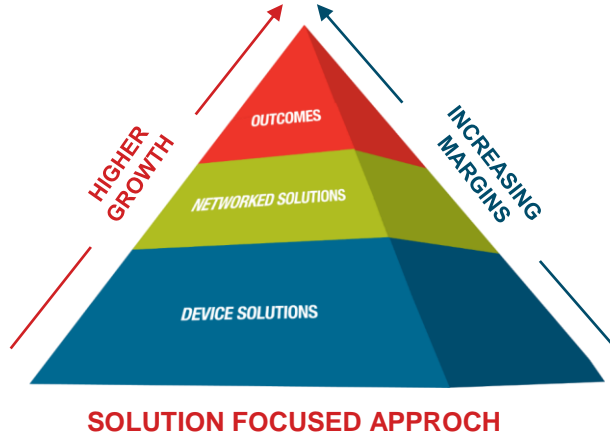 OUTCOMES
HIGHER
GROWTH
INCREASING
MARGINS
NETWORKED SOLUTIONS
DEVICE SOLUTIONS
SOLUTION FOCUSED APPROCH